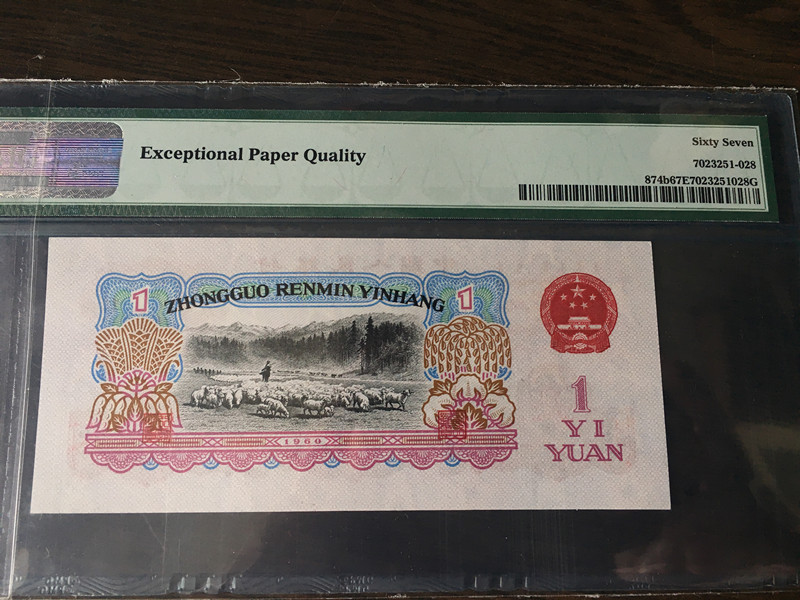 Exceptional Paper Quality
Sixty Seven
7023251-028
874b67E7023251028G
ZHONGGUO RENMIN YINHANG
1
1
1960
1
YI
YUAN